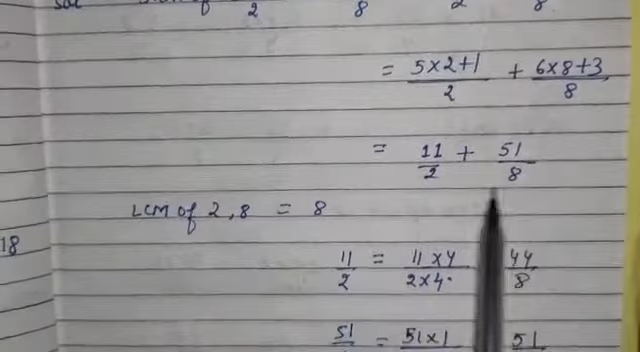 = 5×2+1/2 + 6×8+3/8
= 11/2 + 51/8
LCM of 2,8 = 8
18
11/2 = 11×4/2×4 44/8
51 = 51×1 51